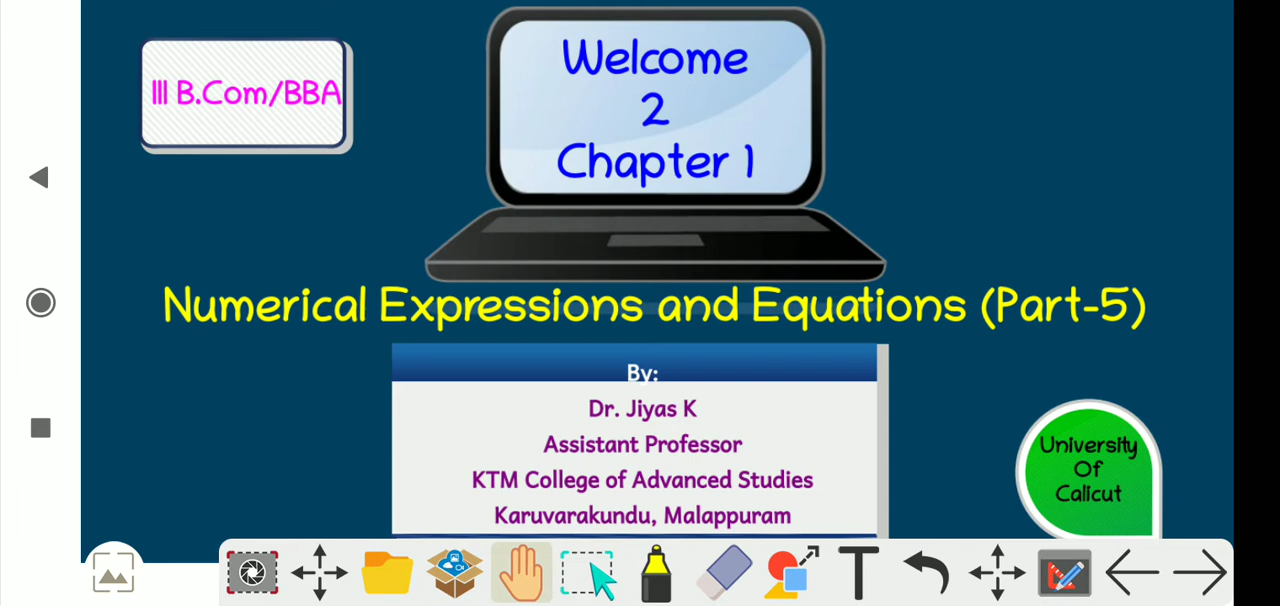 III B.Com/BBA
Welcome
2
Chapter 1
Numerical Expressions and Equations (Part-5)
By:
Dr. Jiyas K
Assistant Professor
KTM College of Advanced Studies
Karuvarakundu, Malappuram
University
Of
Calicut
T